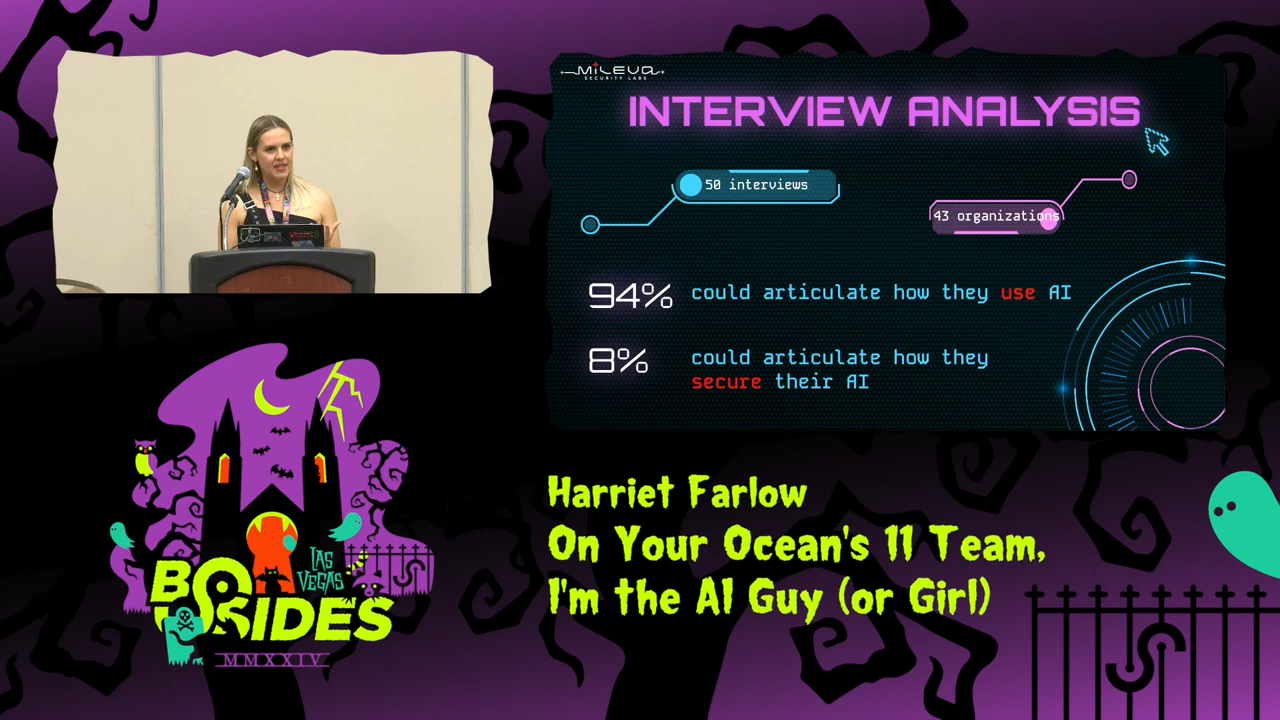 MILEVA
SECURITY LABS
INTERVIEW ANALYSIS
50 interviews
43 organizations
94% could articulate how they use AI
8% could articulate how they
secure their AI
LAS
VEGAS
BSIDES
MMXXIV
Harriet Farlow
On Your Ocean's 11 Team,
I'm the AI Guy (or Girl)